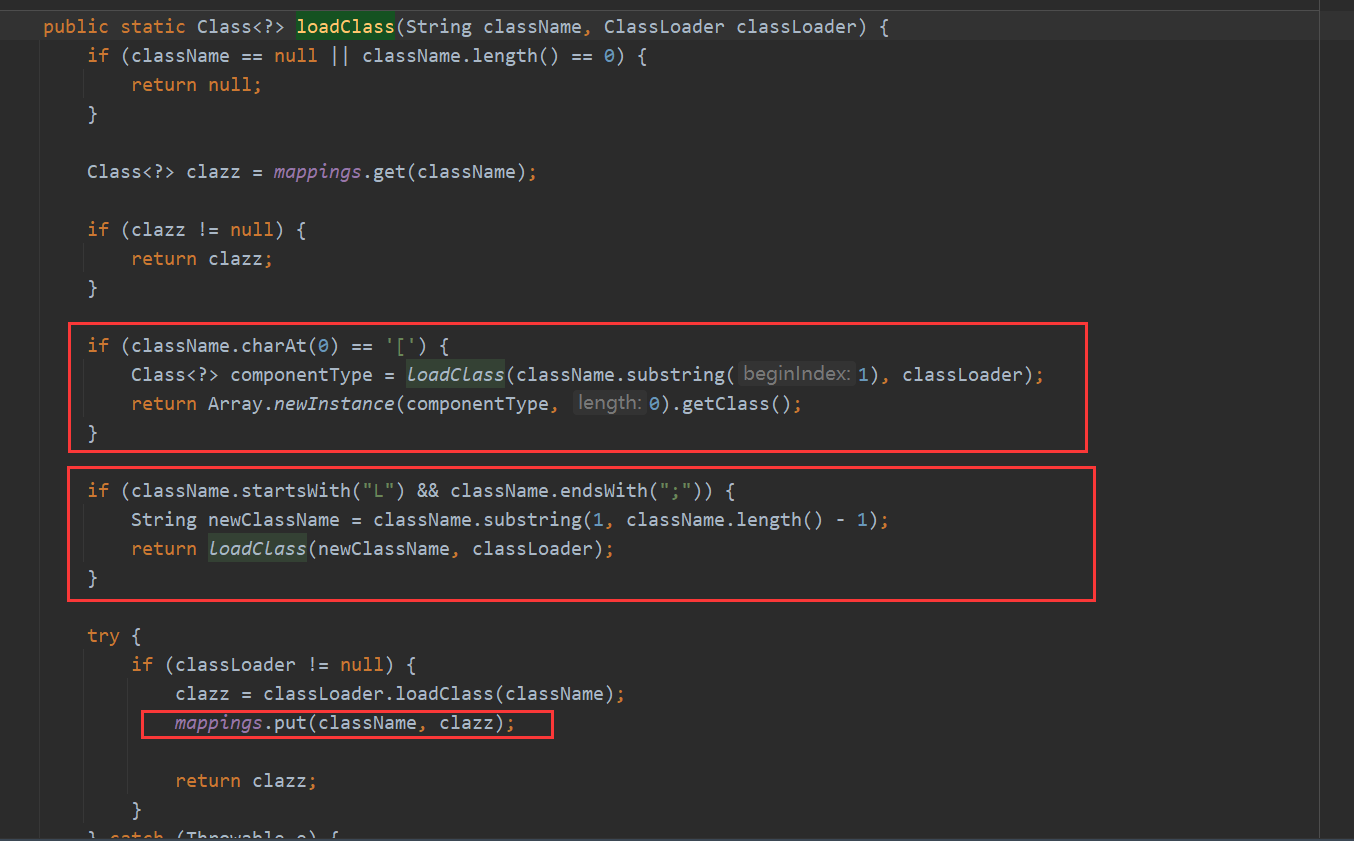 public static Class<?> loadClass(String className, ClassLoader classLoader) {
if (className == null || className.length() == 0) {
return null;
}
Class<?> clazz = mappings.get(className);
if (clazz != null) {
return clazz;
}
if (className.charAt(0) == '[') {
Class<?> componentType = loadClass(className.substring( beginIndex: 1), classLoader);
return Array.newInstance(componentType, length: 0).getClass();
}
if (className.startsWith("L") && className.endsWith(";")) {
String newClassName = className.substring(1, className.length() - 1);
return loadClass(newClassName, classLoader);
}
try {
if (classLoader != null) {
clazz = classLoader.loadClass(className);
mappings.put(className, clazz);
return clazz;
}
} catch (Throwable e) {